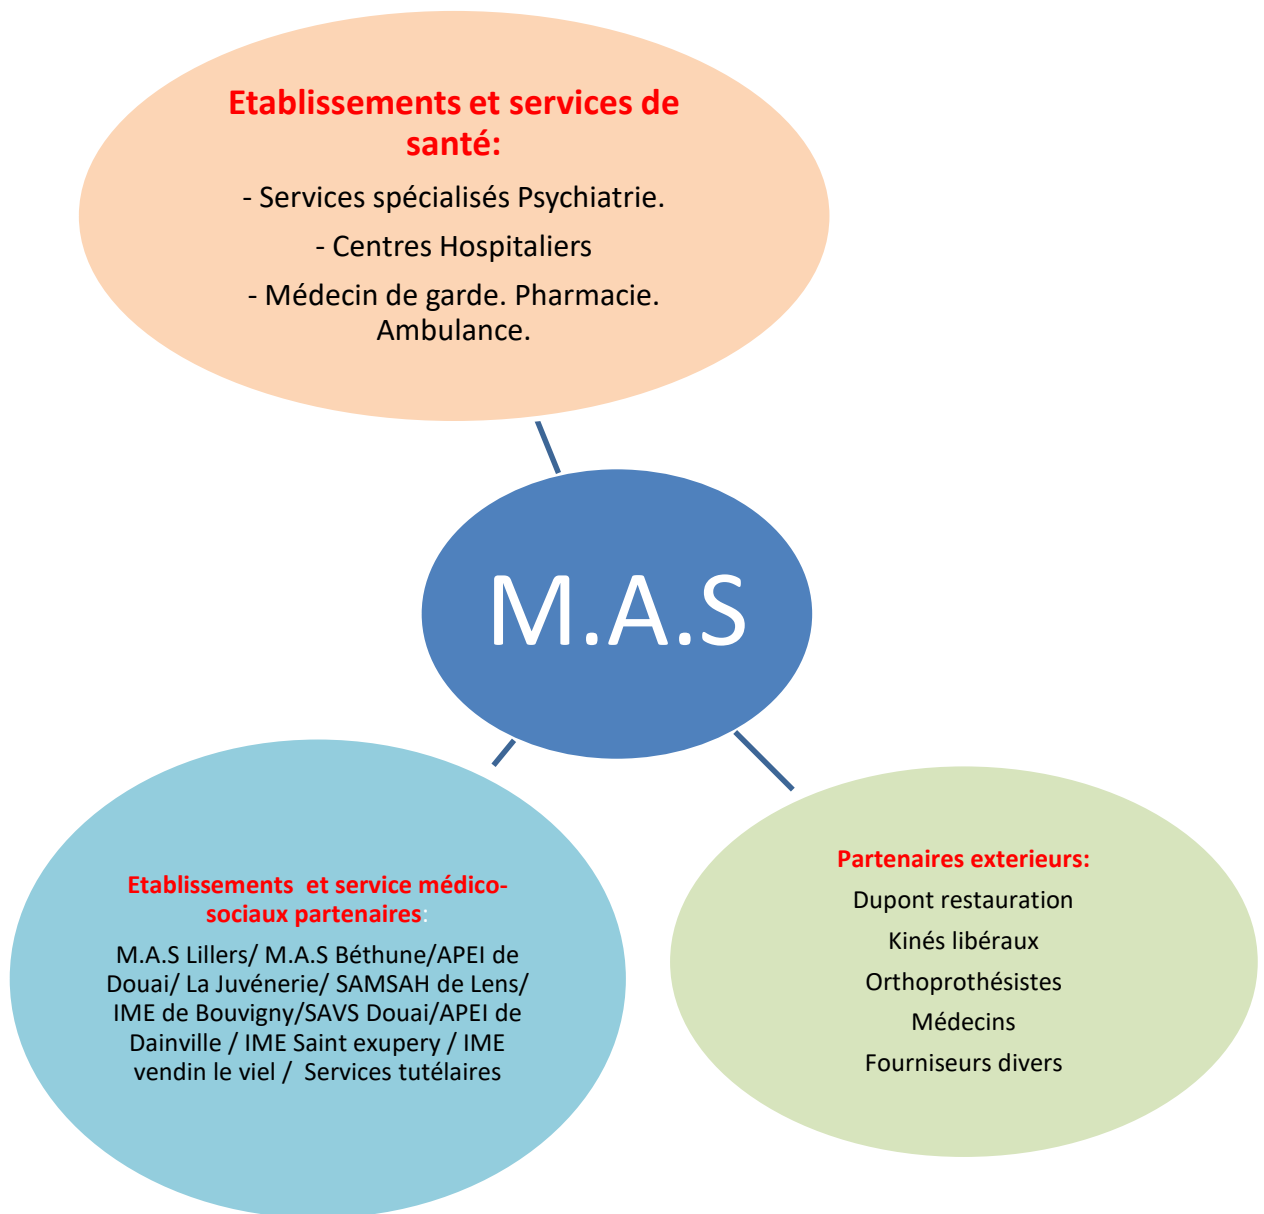 Etablissements et services de
santé:
- Services spécialisés Psychiatrie.
- Centres Hospitaliers
- Médecin de garde. Pharmacie.
Ambulance.
M.A.S
Etablissements  et service médico-
sociaux partenaires:
M.A.S Lillers/ M.A.S Béthune/APEI de
Douai/ La Juvénerie/ SAMSAH de Lens/
IME de Bouvigny/SAVS Douai/APEI de
Dainville / IME Saint exupery / IME
vendin le viel /  Services tutélaires
Partenaires exterieurs:
Dupont restauration
Kinés libéraux
Orthoprothésistes
Médecins
Fourniseurs divers